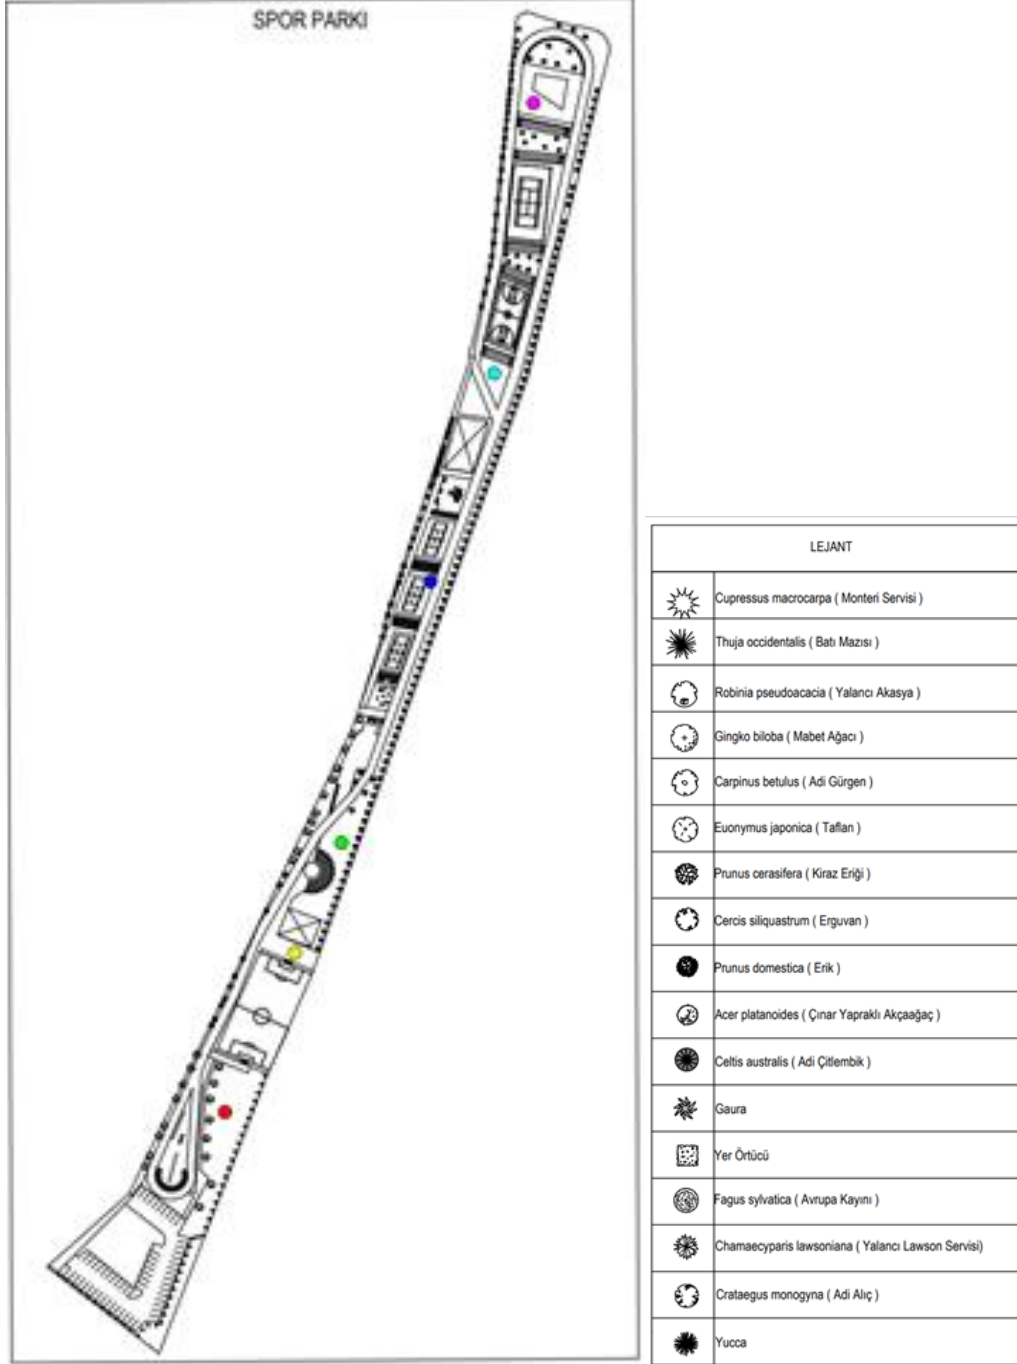 SPOR PARKI
LEJANT
Cupressus macrocarpa ( Monteri Servisi )
Thuja occidentalis ( Batı Mazısı )
Robinia pseudoacacia ( Yalancı Akasya )
Gingko biloba ( Mabet Ağacı )
Carpinus betulus ( Adi Gürgen )
Euonymus japonica ( Taflan )
Prunus cerasifera ( Kiraz Eriği )
Cercis siliquastrum ( Erguvan )
Prunus domestica ( Erik )
Acer platanoides ( Çınar Yapraklı Akçaağaç )
Celtis australis ( Adi Çitlembik )
Gaura
Yer Örtücü
Fagus sylvatica ( Avrupa Kayını )
Chamaecyparis lawsoniana ( Yalancı Lawson Servisi)
Crataegus monogyna ( Adi Alıç )
Yucca